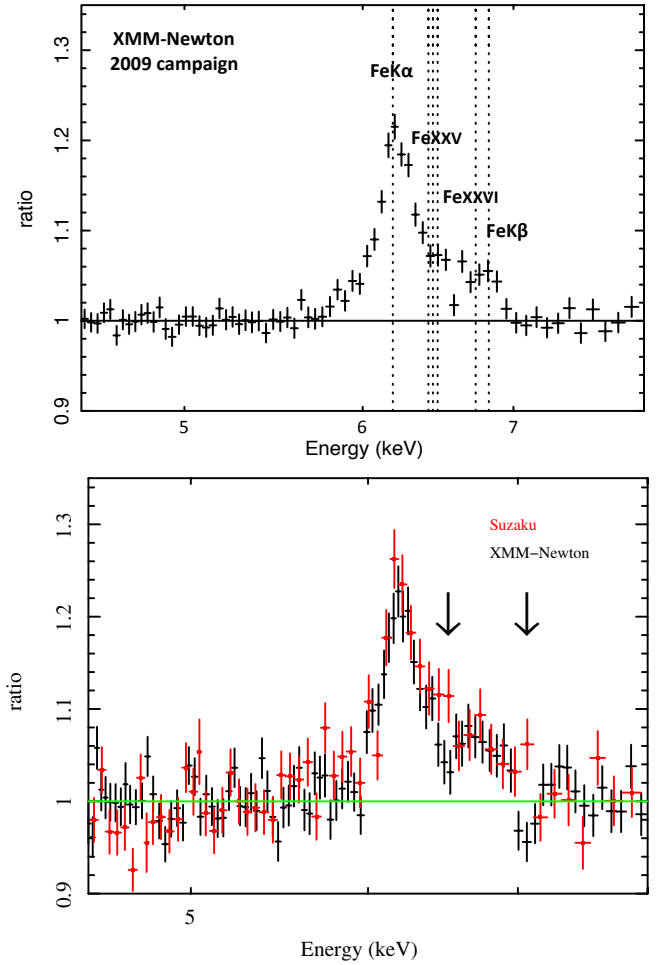 XMM-Newton
2009 campaign
FeKα
FeXXV
FeXXVI
FeKβ
ratio
1.3
1.2
1.1
1
0.9
5
6
7
Energy (keV)
Suzaku
XMM−Newton
ratio
1.3
1.2
1.1
1
0.9
5
Energy (keV)